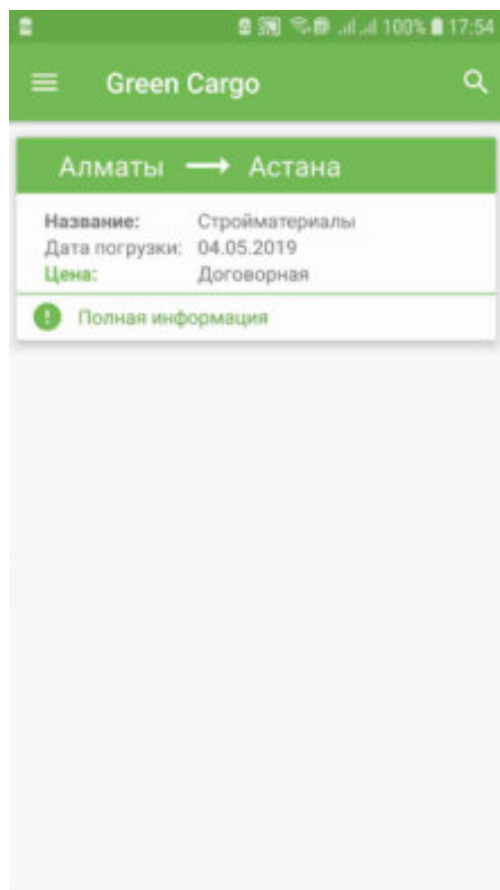 100% 17:54
Green Cargo
Алматы → Астана
Название: Стройматериалы
Дата погрузки: 04.05.2019
Цена: Договорная
Полная информация